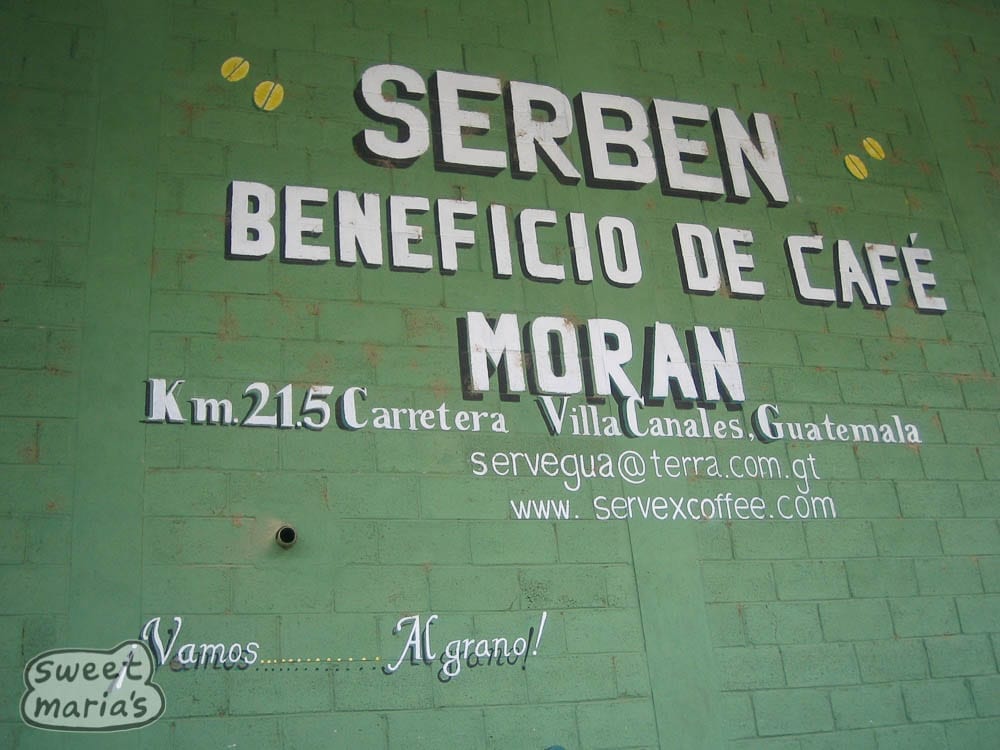 SERBEN
BENEFICIO DE CAFÉ
MORAN
Km.21.5 Carretera Villa Canales, Guatemala
servegua@terra.com.gt
www. servexcoffee.com
¡Vamos............Al grano!
sweet
maria's